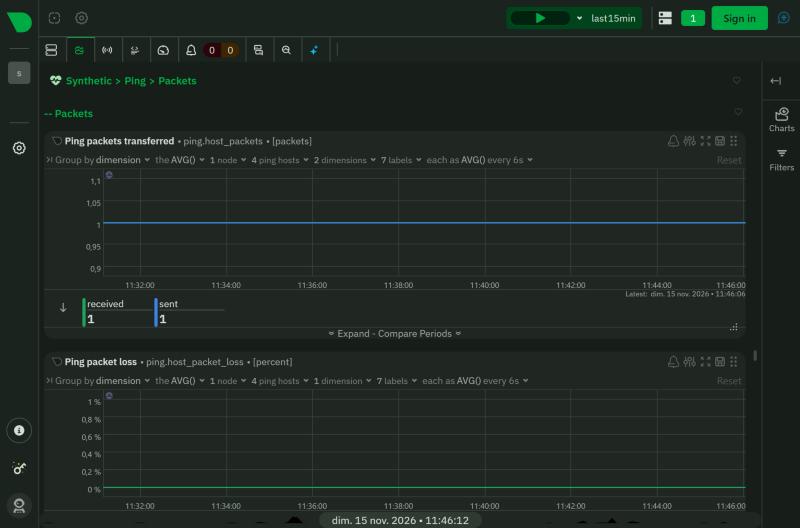 last15min
1
Sign in
0 0
s
Synthetic > Ping > Packets
-- Packets
Ping packets transferred • ping.host_packets • [packets]
Group by dimension the AVG() 1 node 4 ping hosts 2 dimensions 7 labels each as AVG() every 6s Reset
1,1
1,05
1
0,95
0,9
11:32:00 11:34:00 11:36:00 11:38:00 11:40:00 11:42:00 11:44:00 11:46:00
Latest: dim. 15 nov. 2026 • 11:46:06
received sent
1 1
Expand - Compare Periods
Ping packet loss • ping.host_packet_loss • [percent]
Group by dimension the AVG() 1 node 4 ping hosts 1 dimension 7 labels each as AVG() every 6s Reset
1 %
0,8 %
0,6 %
0,4 %
0,2 %
0 %
11:32:00 11:34:00 11:36:00 11:38:00 11:40:00 11:42:00 11:44:00 11:46:00
dim. 15 nov. 2026 • 11:46:12
Charts
Filters